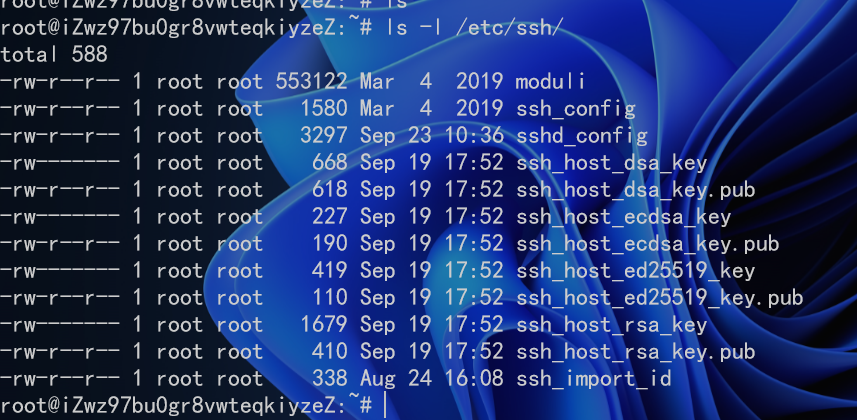 root@iZwz97bu0gr8vwteqkiyzeZ:~# ls
root@iZwz97bu0gr8vwteqkiyzeZ:~# ls -l /etc/ssh/
total 588
-rw-r--r-- 1 root root 553122 Mar  4  2019 moduli
-rw-r--r-- 1 root root   1580 Mar  4  2019 ssh_config
-rw-r--r-- 1 root root   3297 Sep 23 10:36 sshd_config
-rw------- 1 root root    668 Sep 19 17:52 ssh_host_dsa_key
-rw-r--r-- 1 root root    618 Sep 19 17:52 ssh_host_dsa_key.pub
-rw------- 1 root root    227 Sep 19 17:52 ssh_host_ecdsa_key
-rw-r--r-- 1 root root    190 Sep 19 17:52 ssh_host_ecdsa_key.pub
-rw------- 1 root root    419 Sep 19 17:52 ssh_host_ed25519_key
-rw-r--r-- 1 root root    110 Sep 19 17:52 ssh_host_ed25519_key.pub
-rw------- 1 root root   1679 Sep 19 17:52 ssh_host_rsa_key
-rw-r--r-- 1 root root    410 Sep 19 17:52 ssh_host_rsa_key.pub
-rw-r--r-- 1 root root    338 Aug 24 16:08 ssh_import_id
root@iZwz97bu0gr8vwteqkiyzeZ:~#